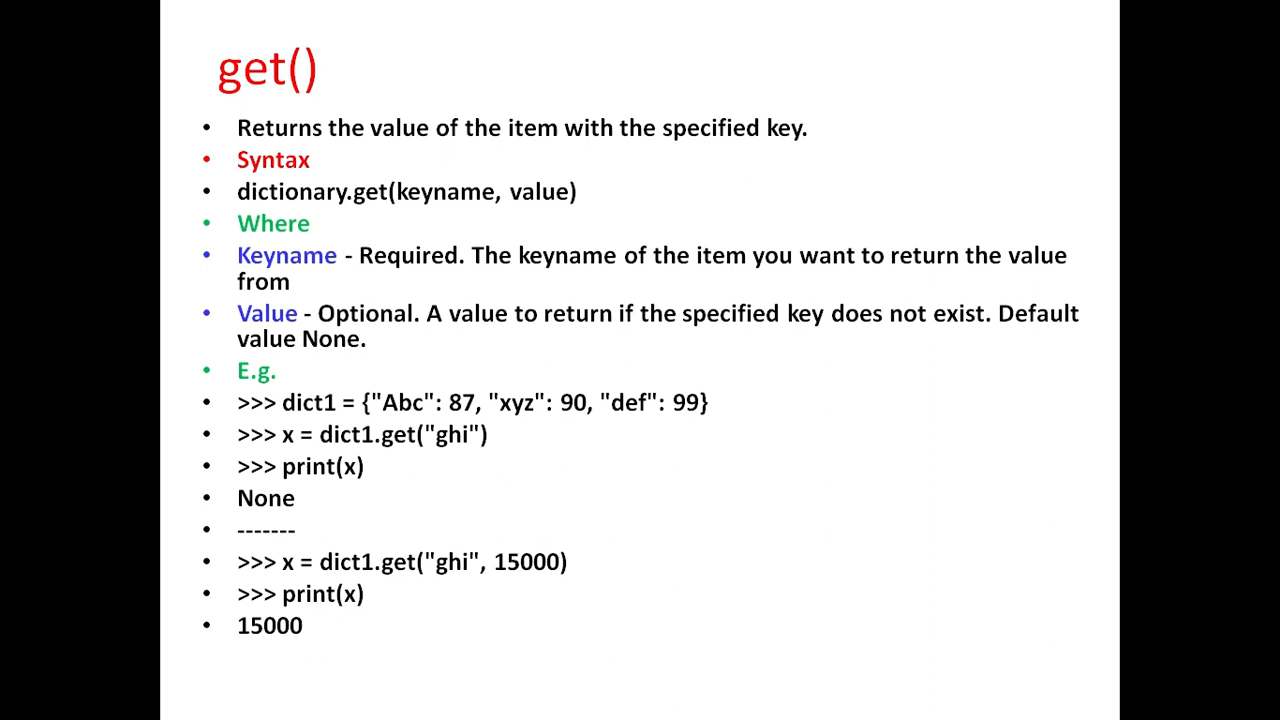 get()
• Returns the value of the item with the specified key.
• Syntax
• dictionary.get(keyname, value)
• Where
• Keyname - Required. The keyname of the item you want to return the value
from
• Value - Optional. A value to return if the specified key does not exist. Default
value None.
• E.g.
• >>> dict1 = {"Abc": 87, "xyz": 90, "def": 99}
• >>> x = dict1.get("ghi")
• >>> print(x)
• None
• -------
• >>> x = dict1.get("ghi", 15000)
• >>> print(x)
• 15000